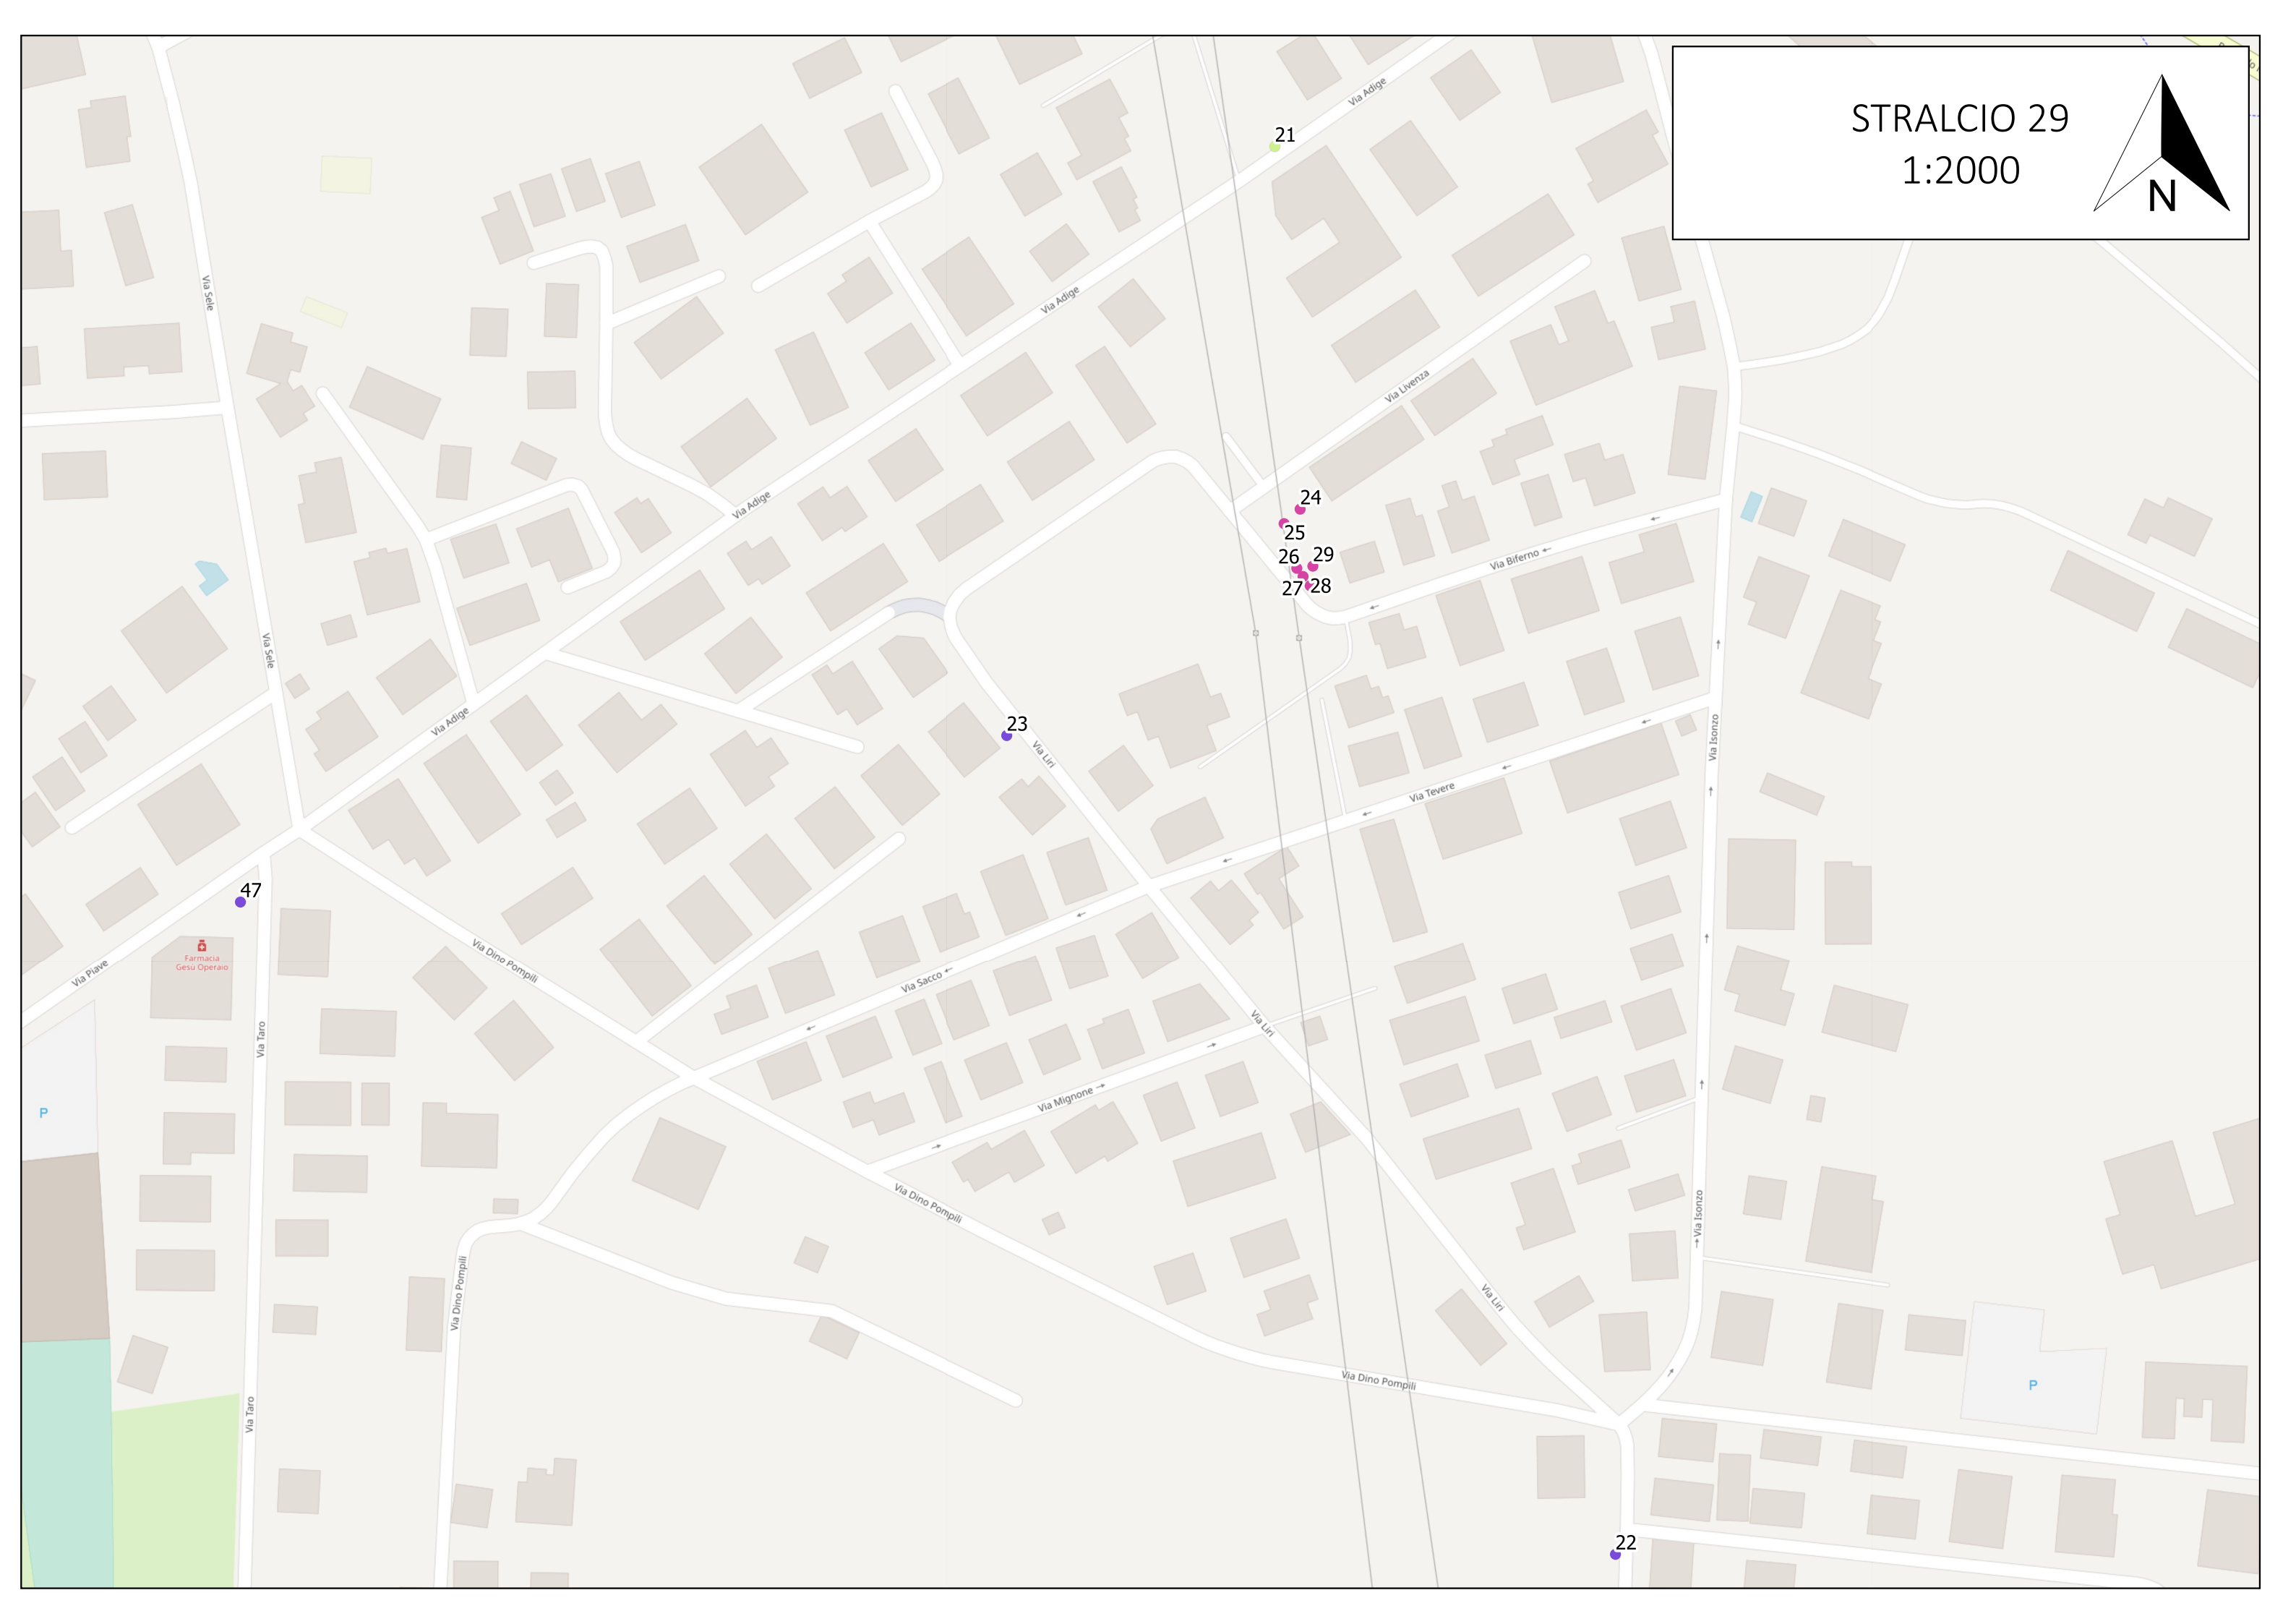 STRALCIO 29
1:2000
N
Via Adige
21
Via Sele
Via Adige
Via Livenza
24
Via Adige
25
26
29
27
28
Via Biferno
Via Sele
Via Adige
23
Via Liri
Via Isonzo
Via Tevere
47
Via Dino Pompili
Farmacia
Gesù Operaio
Via Piave
Via Sacco
Via Taro
Via Liri
Via Mignone
P
Via Dino Pompili
Via Isonzo
Via Dino Pompili
Via Liri
Via Dino Pompili
P
Via Taro
22